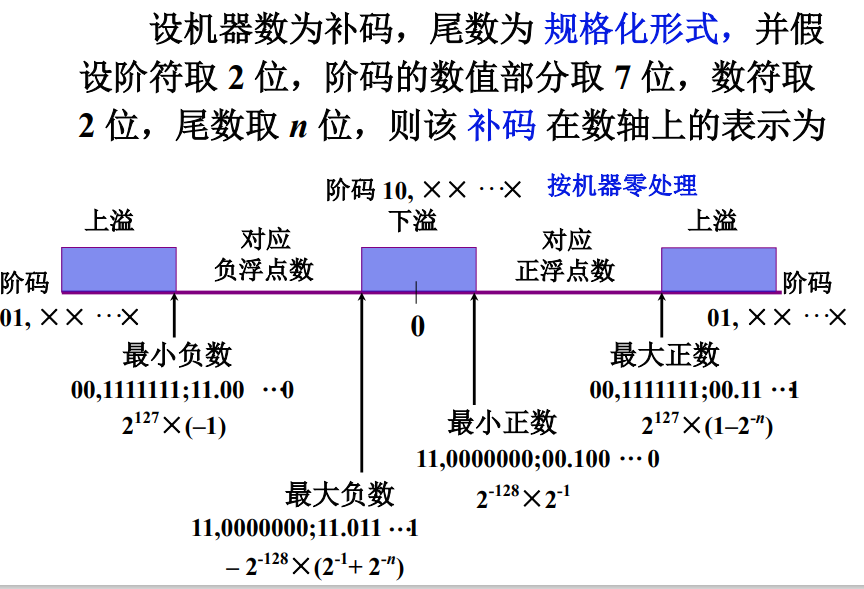 设机器数为补码，尾数为 规格化形式，并假
设阶符取 2 位，阶码的数值部分取 7 位，数符取
2 位，尾数取 n 位，则该 补码 在数轴上的表示为
阶码 10, ×× ⋯× 按机器零处理
上溢 下溢 上溢
对应 对应
负浮点数 正浮点数
阶码 阶码
01, ×× ⋯× 01, ×× ⋯×
0
最小负数 最大正数
00,1111111;11.00 ⋯0 00,1111111;00.11 ⋯1
2¹²⁷×(–1) 2¹²⁷×(1–2⁻ⁿ)
最小正数
11,0000000;00.100 ⋯ 0
2⁻¹²⁸×2⁻¹
最大负数
11,0000000;11.011 ⋯1
– 2⁻¹²⁸×(2⁻¹+ 2⁻ⁿ)